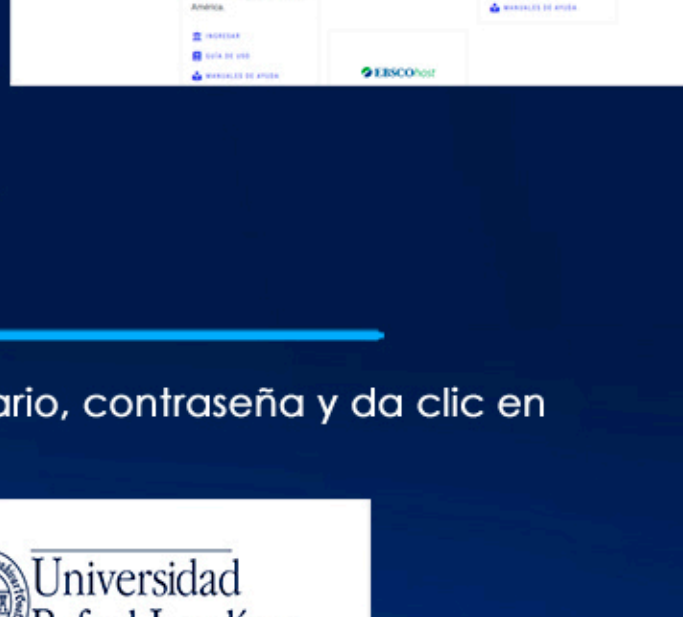 América.
INGRESAR
GUÍA DE USO
MANUALES DE AYUDA
MANUALES DE AYUDA
EBSCOhost
ario, contraseña y da clic en
Universidad